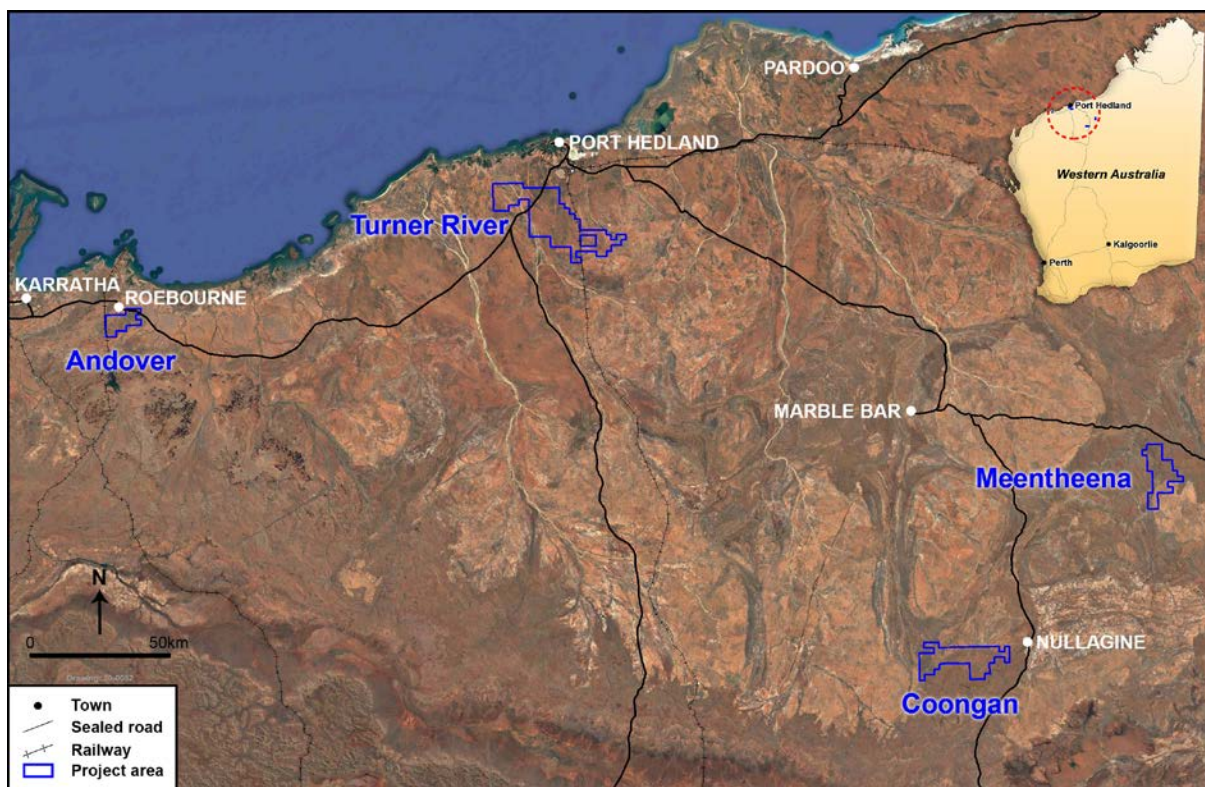 PARDOO
Port Hedland
PORT HEDLAND
Western Australia
Turner River
Kalgoorlie
Perth
KARRATHA
ROEBOURNE
Andover
MARBLE BAR
Meentheena
N
0 50km
NULLAGINE
Coongan
Town
Sealed road
Railway
Project area